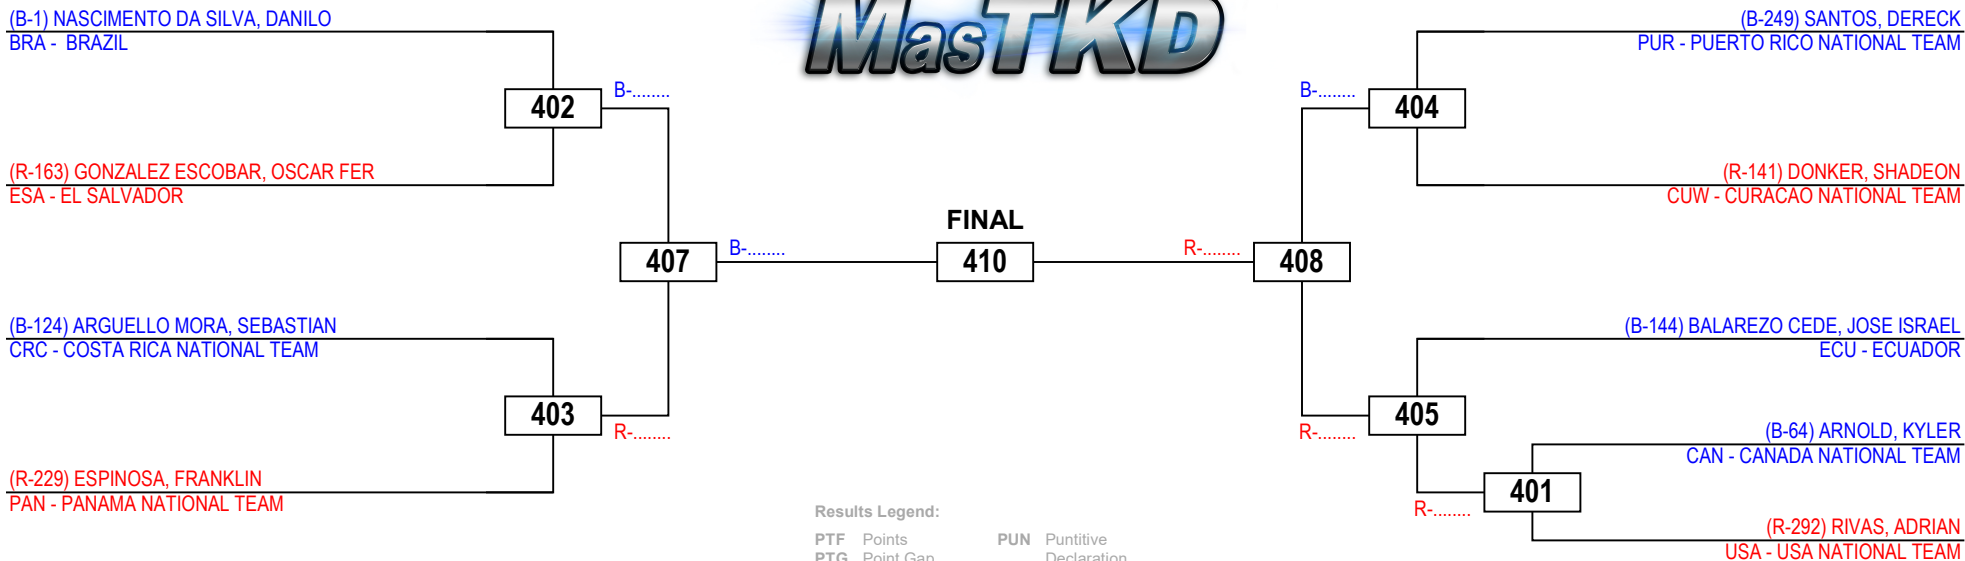 (B-1) NASCIMENTO DA SILVA, DANILO
BRA - BRAZIL
402
B-........
(R-163) GONZALEZ ESCOBAR, OSCAR FER
ESA - EL SALVADOR
407
B-........
(B-124) ARGUELLO MORA, SEBASTIAN
CRC - COSTA RICA NATIONAL TEAM
403
R-........
(R-229) ESPINOSA, FRANKLIN
PAN - PANAMA NATIONAL TEAM
MasTKD
FINAL
410
Results Legend:
PTF Points PUN Puntitive
PTG Point Gap Declaration
(B-249) SANTOS, DERECK
PUR - PUERTO RICO NATIONAL TEAM
B-........
404
(R-141) DONKER, SHADEON
CUW - CURACAO NATIONAL TEAM
R-........
408
(B-144) BALAREZO CEDE, JOSE ISRAEL
ECU - ECUADOR
R-........
405
(B-64) ARNOLD, KYLER
CAN - CANADA NATIONAL TEAM
R-........
401
(R-292) RIVAS, ADRIAN
USA - USA NATIONAL TEAM